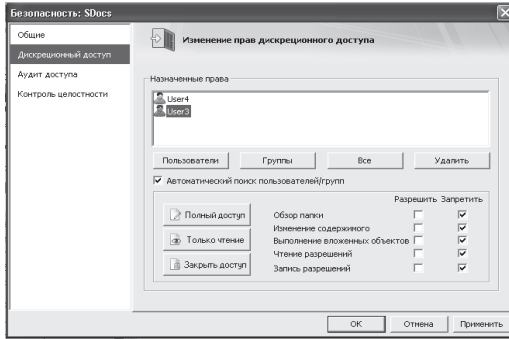 Безопасность: SDocs
Общие
Дискреционный доступ
Аудит доступа
Контроль целостности
Изменение прав дискреционного доступа
Назначенные права
User4
User3
Пользователи Группы Все Удалить
Автоматический поиск пользователей/групп
Разрешить Запретить
Полный доступ
Только чтение
Закрыть доступ
Обзор папки
Изменение содержимого
Выполнение вложенных объектов
Чтение разрешений
Запись разрешений
ОК Отмена Применить